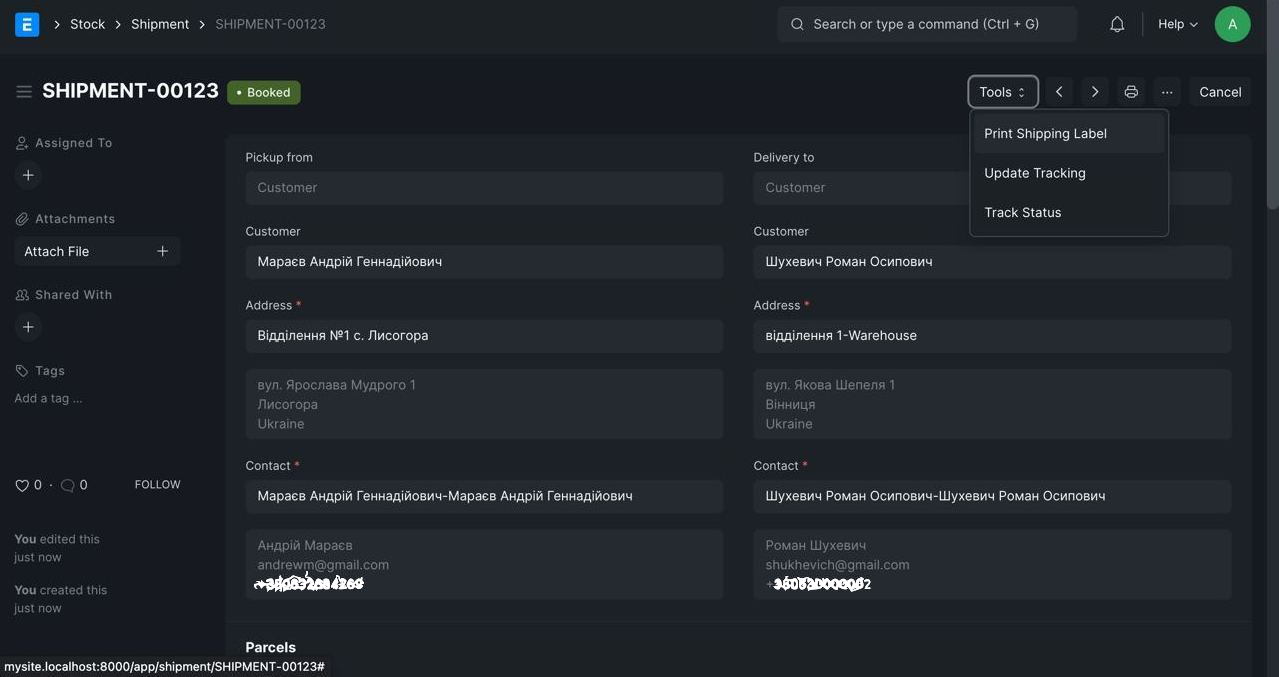 E
Stock
Shipment
SHIPMENT-00123
Search or type a command (Ctrl + G)
Help
A
SHIPMENT-00123
Booked
Tools
...
Cancel
Print Shipping Label
Update Tracking
Track Status
Assigned To
Attachments
Attach File
Shared With
Tags
Add a tag ...
0 · 0
FOLLOW
You edited this
just now
You created this
just now
Pickup from
Customer
Customer
Мараєв Андрій Геннадійович
Address *
Відділення №1 с. Лисогора
вул. Ярослава Мудрого 1
Лисогора
Ukraine
Contact *
Мараєв Андрій Геннадійович-Мараєв Андрій Геннадійович
Андрій Мараєв
andrewm@gmail.com
Delivery to
Customer
Customer
Шухевич Роман Осипович
Address *
відділення 1-Warehouse
вул. Якова Шепеля 1
Вінниця
Ukraine
Contact *
Шухевич Роман Осипович-Шухевич Роман Осипович
Роман Шухевич
shukhevich@gmail.com
Parcels
mysite.localhost:8000/app/shipment/SHIPMENT-00123#